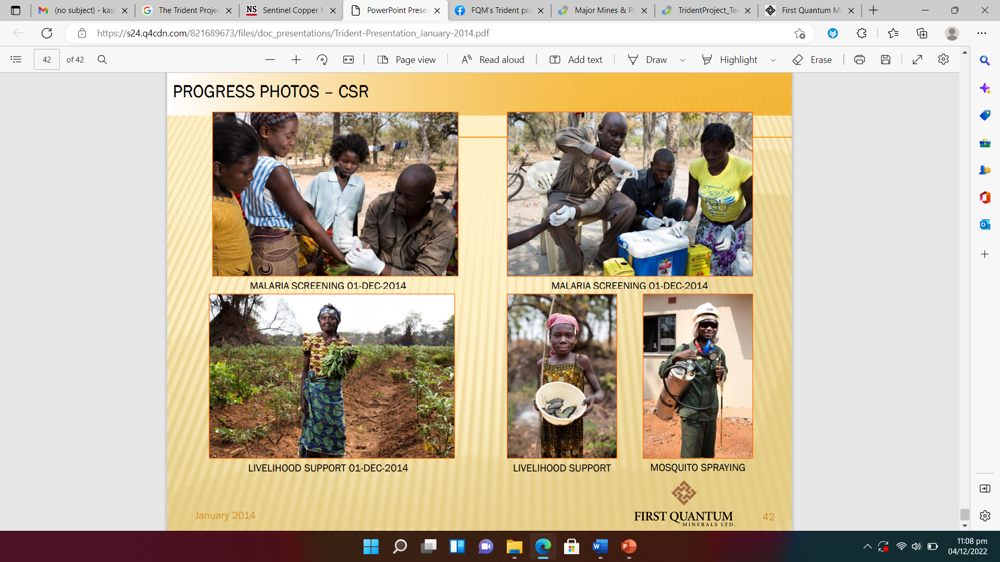 (no subject) - kas
The Trident Projec
Sentinel Copper M
PowerPoint Prese
FQM's Trident pro
Major Mines & Pr
TridentProject_Te
First Quantum Mi
https://s24.q4cdn.com/821689673/files/doc_presentations/Trident-Presentation_January-2014.pdf
42 of 42
Page view
Read aloud
Add text
Draw
Highlight
Erase
PROGRESS PHOTOS – CSR
MALARIA SCREENING 01-DEC-2014
MALARIA SCREENING 01-DEC-2014
LIVELIHOOD SUPPORT 01-DEC-2014
LIVELIHOOD SUPPORT
MOSQUITO SPRAYING
January 2014
FIRST QUANTUM
MINERALS LTD.
42
11:08 pm
04/12/2022